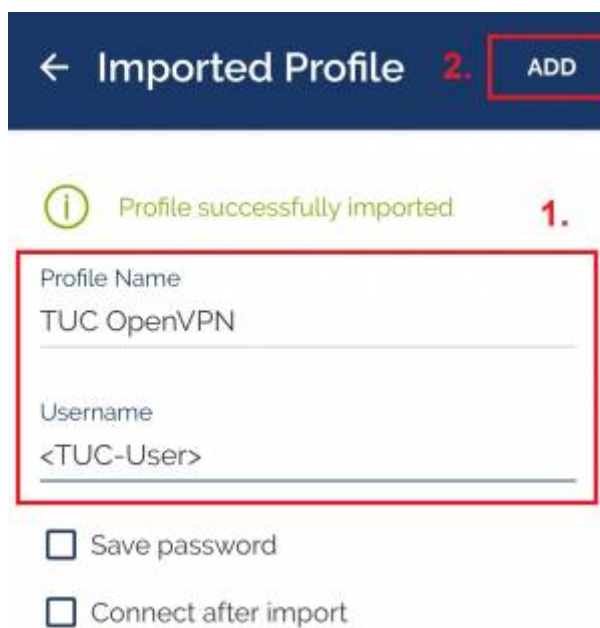 ← Imported Profile 2. ADD
Profile successfully imported 1.
Profile Name
TUC OpenVPN
Username
<TUC-User>
Save password
Connect after import